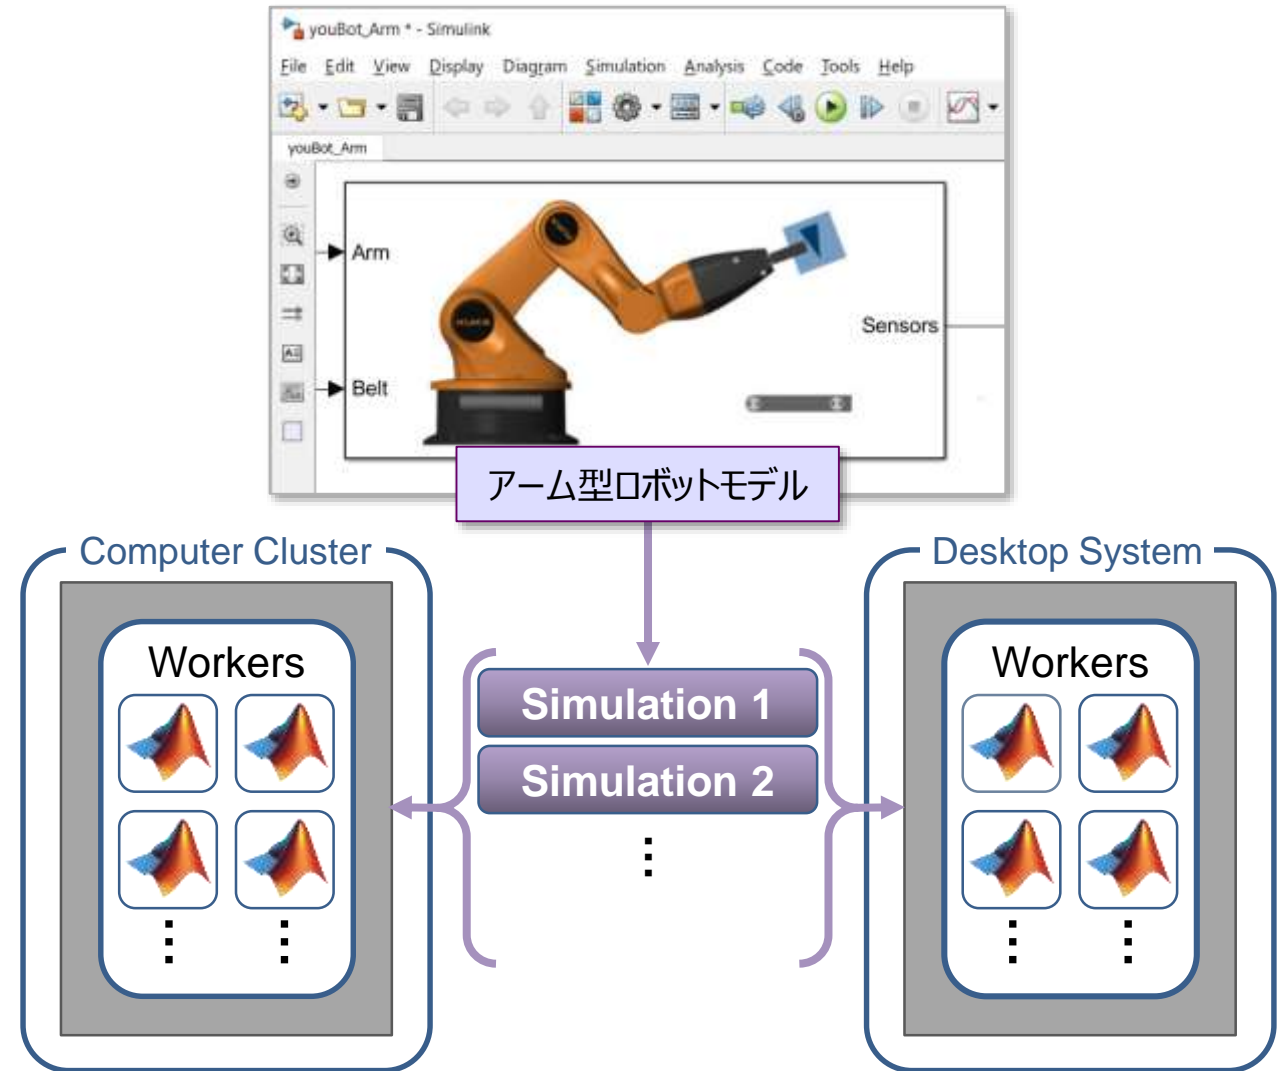 youBot_Arm * - Simulink
File Edit View Display Diagram Simulation Analysis Code Tools Help
youBot_Arm
Arm
Sensors
Belt
アーム型ロボットモデル
Computer Cluster
Desktop System
Workers
Workers
Simulation 1
Simulation 2